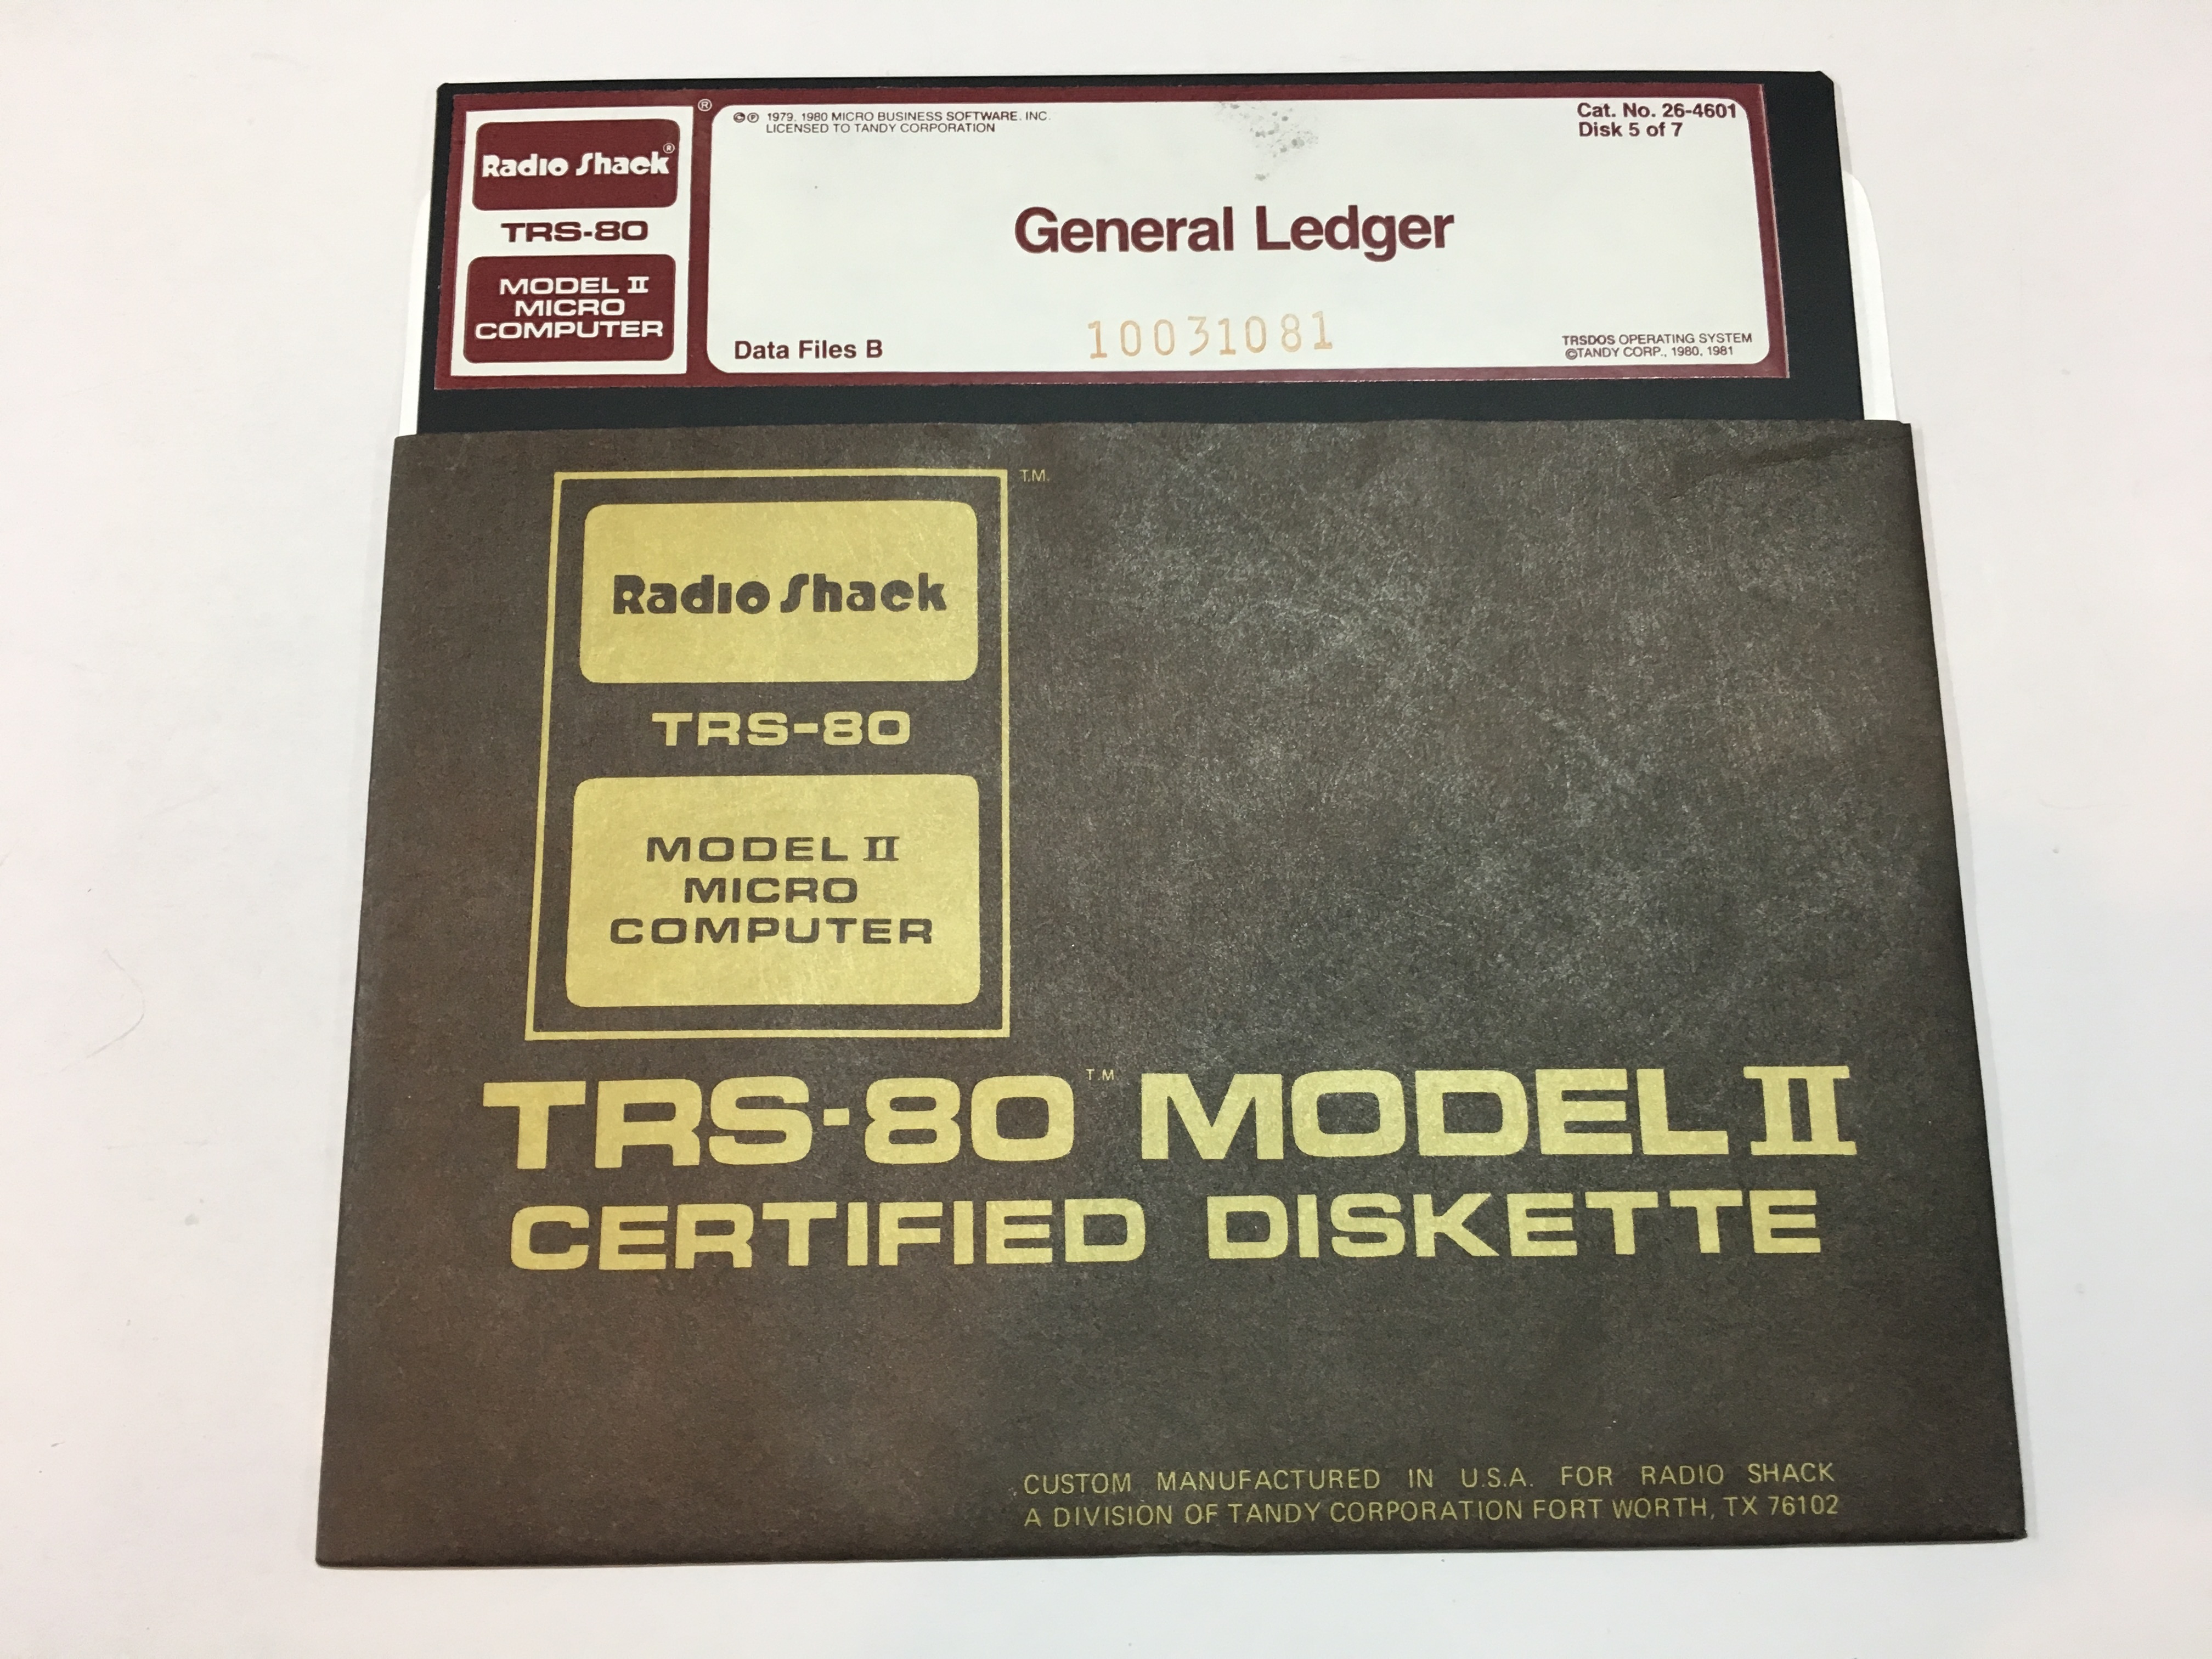 Radio Shack®
TRS-80
MODEL II
MICRO
COMPUTER
®
©℗ 1979, 1980 MICRO BUSINESS SOFTWARE, INC.
LICENSED TO TANDY CORPORATION
Cat. No. 26-4601
Disk 5 of 7
General Ledger
Data Files B
10031081
TRSDOS OPERATING SYSTEM
©TANDY CORP., 1980, 1981
T.M.
Radio Shack
TRS-80
MODEL II
MICRO
COMPUTER
TRS-80™ MODEL II
CERTIFIED DISKETTE
CUSTOM MANUFACTURED IN U.S.A. FOR RADIO SHACK
A DIVISION OF TANDY CORPORATION FORT WORTH, TX 76102